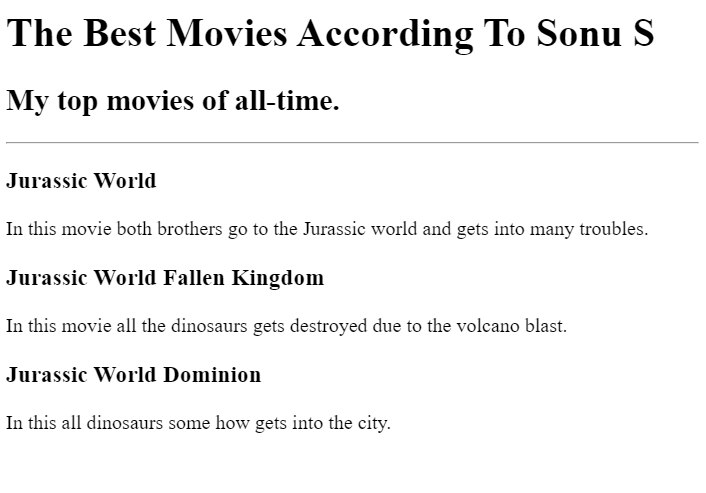 The Best Movies According To Sonu S
My top movies of all-time.
Jurassic World
In this movie both brothers go to the Jurassic world and gets into many troubles.
Jurassic World Fallen Kingdom
In this movie all the dinosaurs gets destroyed due to the volcano blast.
Jurassic World Dominion
In this all dinosaurs some how gets into the city.